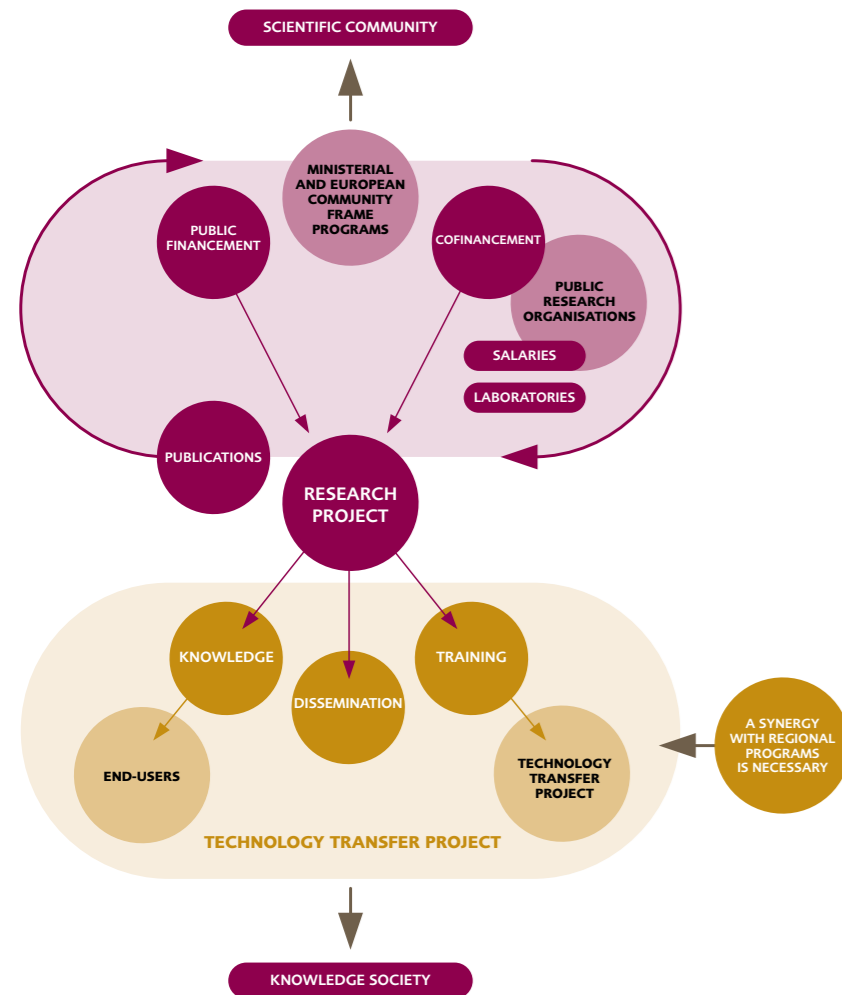 SCIENTIFIC COMMUNITY
MINISTERIAL
AND EUROPEAN
COMMUNITY
FRAME
PROGRAMS
PUBLIC
FINANCEMENT
COFINANCEMENT
PUBLIC
RESEARCH
ORGANISATIONS
SALARIES
LABORATORIES
PUBLICATIONS
RESEARCH
PROJECT
KNOWLEDGE
TRAINING
DISSEMINATION
END-USERS
TECHNOLOGY
TRANSFER
PROJECT
A SYNERGY
WITH REGIONAL
PROGRAMS
IS NECESSARY
TECHNOLOGY TRANSFER PROJECT
KNOWLEDGE SOCIETY